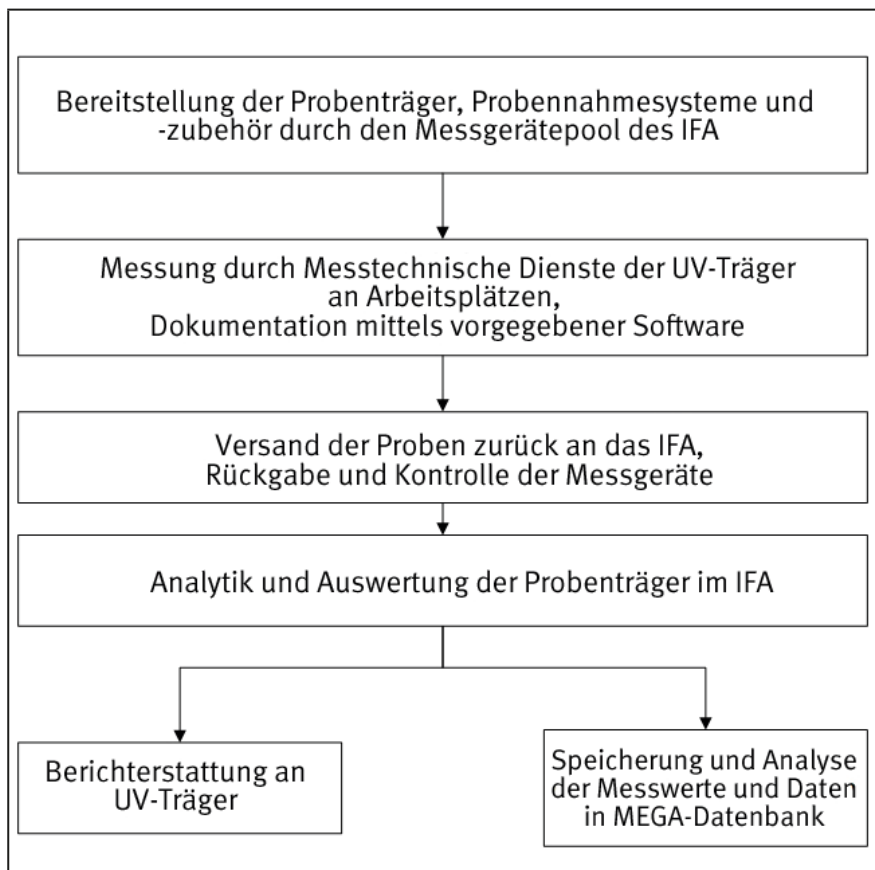 Bereitstellung der Probenträger, Probennahmesysteme und
-zubehör durch den Messgerätepool des IFA
Messung durch Messtechnische Dienste der UV-Träger
an Arbeitsplätzen,
Dokumentation mittels vorgegebener Software
Versand der Proben zurück an das IFA,
Rückgabe und Kontrolle der Messgeräte
Analytik und Auswertung der Probenträger im IFA
Berichterstattung an
UV-Träger
Speicherung und Analyse
der Messwerte und Daten
in MEGA-Datenbank